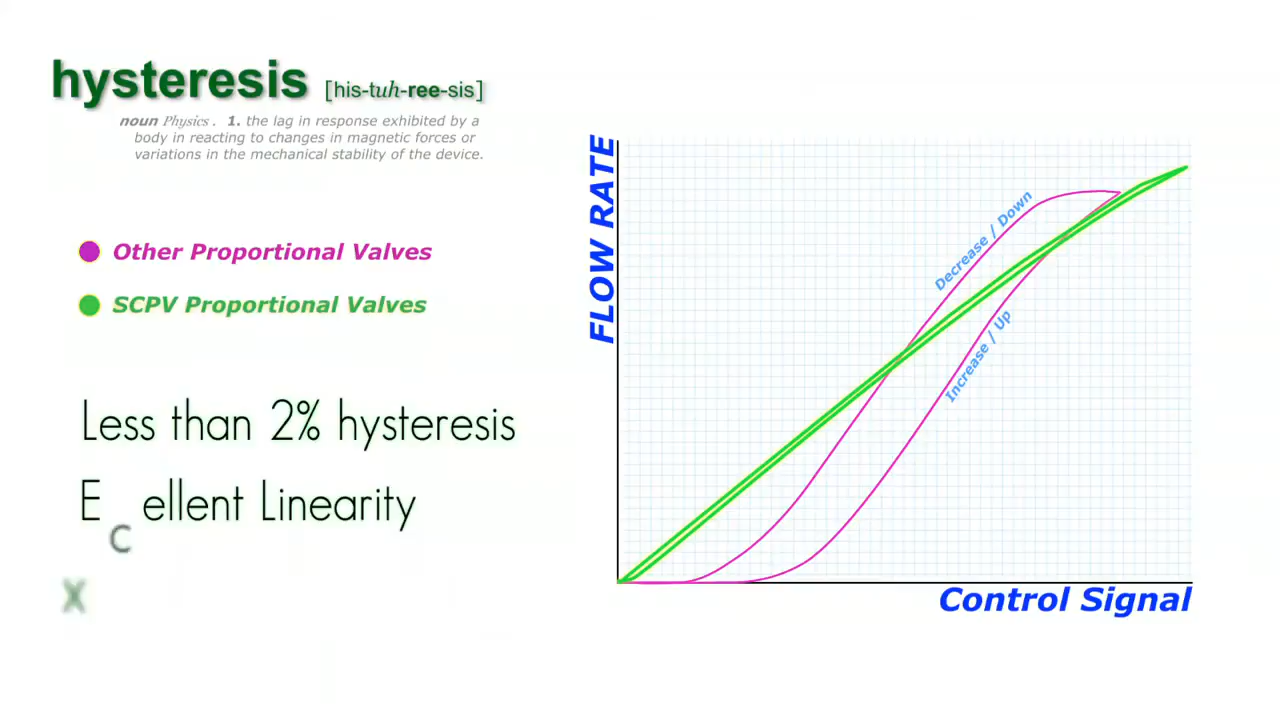 hysteresis [his-tuh-ree-sis]
noun Physics . 1. the lag in response exhibited by a
body in reacting to changes in magnetic forces or
variations in the mechanical stability of the device.
Other Proportional Valves
SCPV Proportional Valves
Less than 2% hysteresis
E ellent Linearity
c
x
FLOW RATE
Decrease / Down
Increase / Up
Control Signal